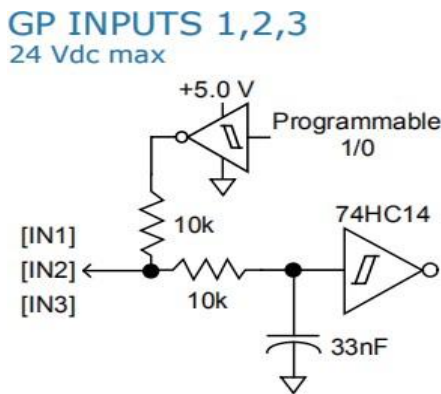 GP INPUTS 1,2,3
24 Vdc max
+5.0 V
Programmable
1/0
10k
74HC14
[IN1]
[IN2]
[IN3]
10k
33nF